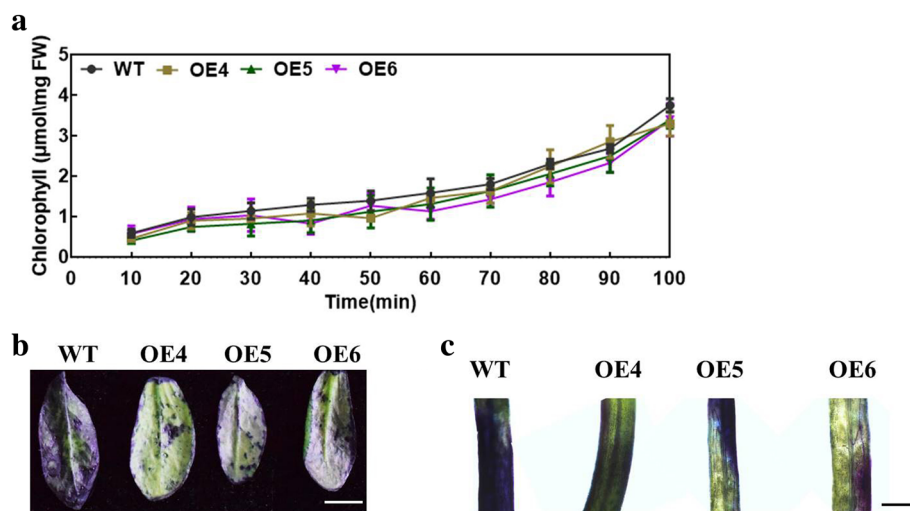 a
Chlorophyll (μmol\mg FW)
WT OE4 OE5 OE6
5
4
3
2
1
0
0 10 20 30 40 50 60 70 80 90 100
Time(min)
b
WT OE4 OE5 OE6
c
WT OE4 OE5 OE6